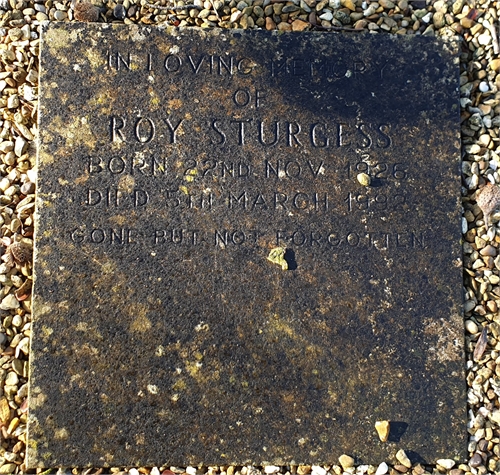 IN LOVING MEMORY
OF
ROY STURGESS
BORN 22ND NOV 1926
DIED 5TH MARCH 1992
GONE BUT NOT FORGOTTEN